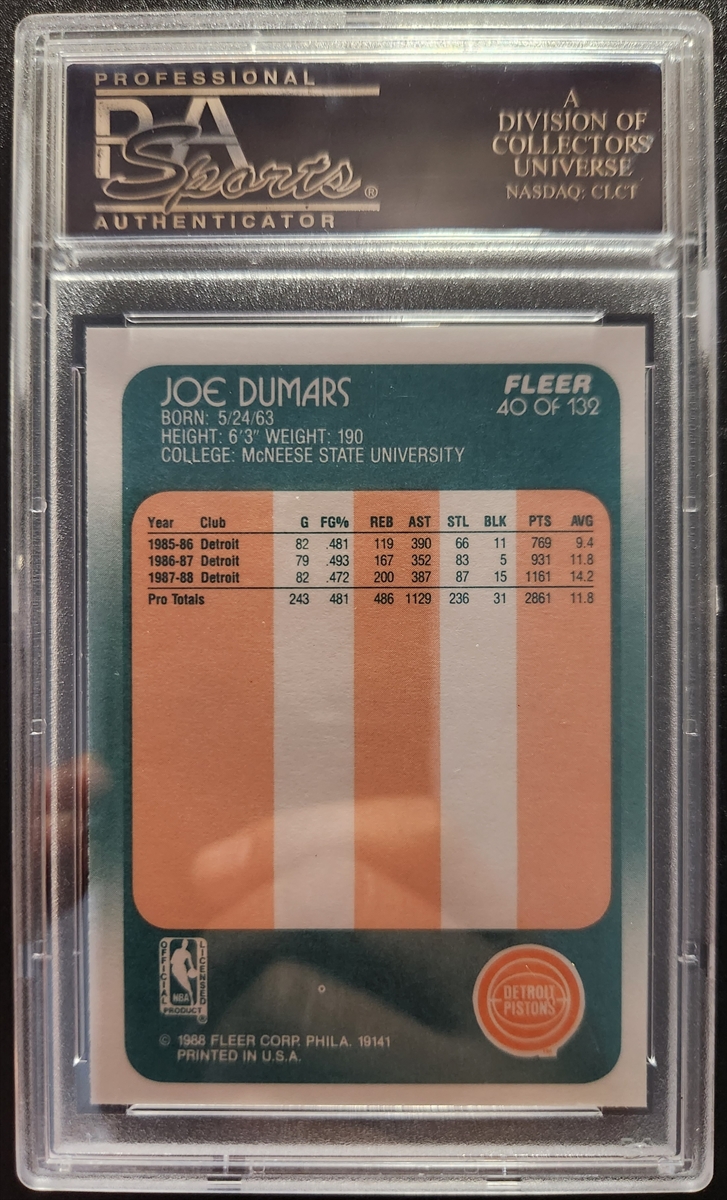 PROFESSIONAL
PSA
Sports®
AUTHENTICATOR
A
DIVISION OF
COLLECTORS
UNIVERSE
NASDAQ: CLCT
JOE DUMARS
BORN: 5/24/63
HEIGHT: 6'3" WEIGHT: 190
COLLEGE: McNEESE STATE UNIVERSITY
FLEER
40 OF 132
Year Club G FG% REB AST STL BLK PTS AVG
1985-86 Detroit 82 .481 119 390 66 11 769 9.4
1986-87 Detroit 79 .493 167 352 83 5 931 11.8
1987-88 Detroit 82 .472 200 387 87 15 1161 14.2
Pro Totals 243 481 486 1129 236 31 2861 11.8
OFFICIAL
LICENSED
NBA
PRODUCT
®
DETROIT
PISTONS
© 1988 FLEER CORP. PHILA. 19141
PRINTED IN U.S.A.